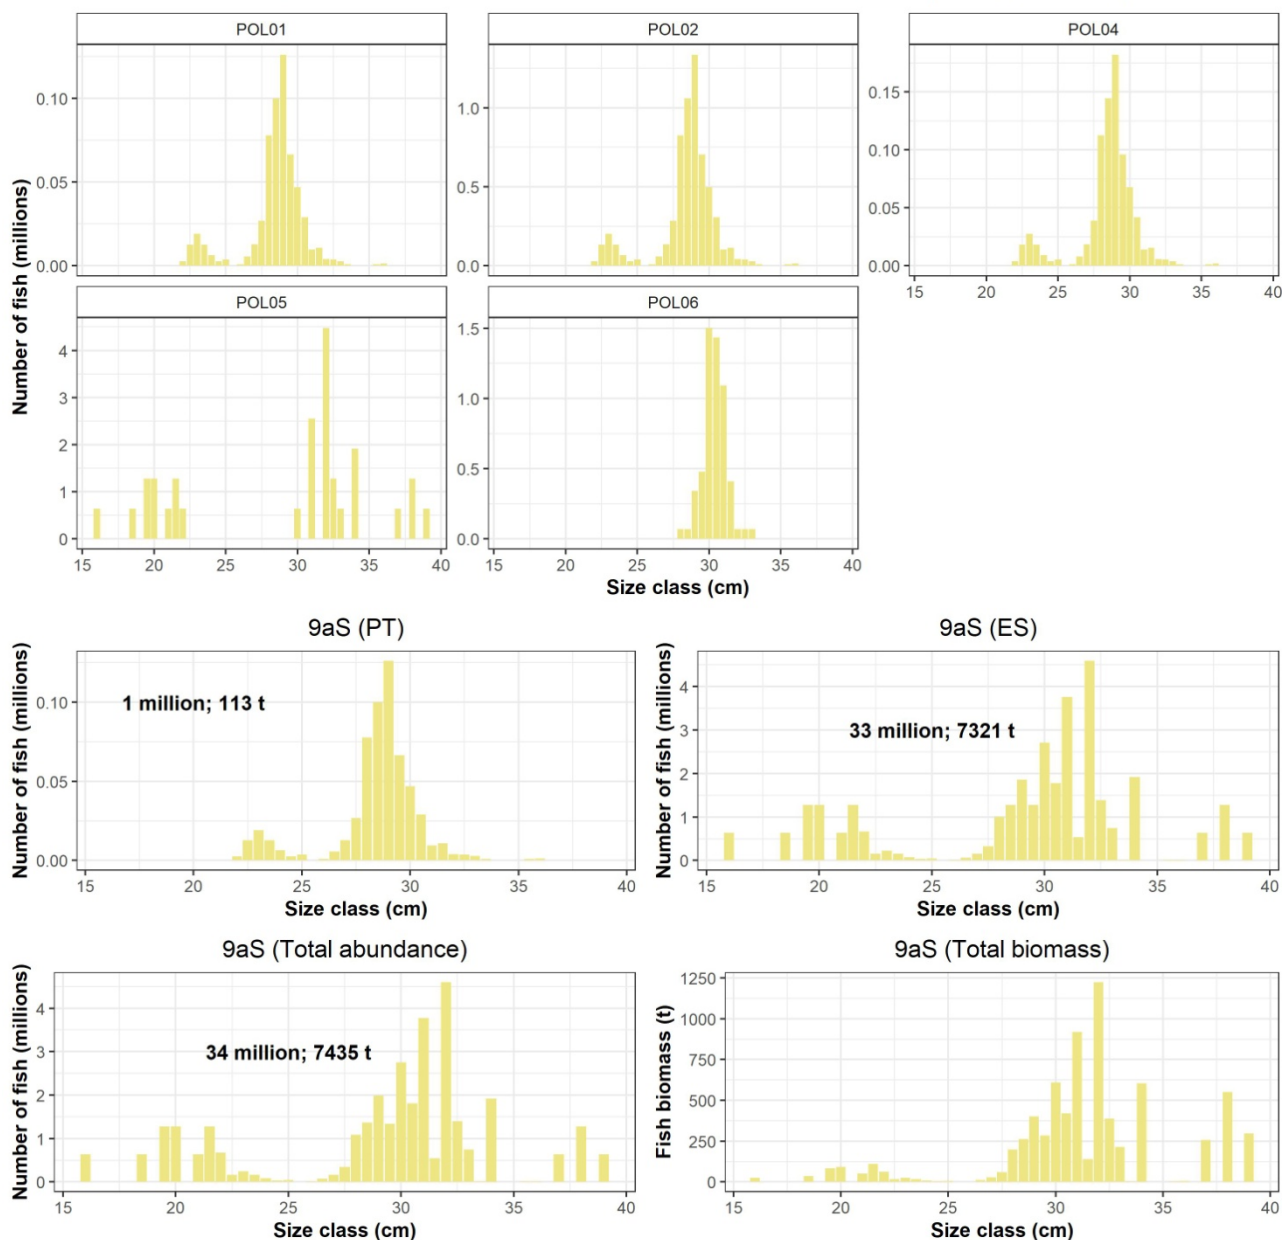 POL01
POL02
POL04
0.10
0.05
0.00
1.0
0.5
0.0
0.15
0.10
0.05
0.00
15 20 25 30 35 40
Number of fish (millions)
POL05
POL06
4
3
2
1
0
15 20 25 30 35 40
1.5
1.0
0.5
0.0
15 20 25 30 35 40
Size class (cm)
9aS (PT)
Number of fish (millions)
0.10
0.05
0.00
1 million; 113 t
15 20 25 30 35 40
Size class (cm)
9aS (ES)
Number of fish (millions)
4
3
2
1
0
33 million; 7321 t
15 20 25 30 35 40
Size class (cm)
9aS (Total abundance)
Number of fish (millions)
4
3
2
1
0
34 million; 7435 t
15 20 25 30 35 40
Size class (cm)
9aS (Total biomass)
Fish biomass (t)
1250
1000
750
500
250
0
15 20 25 30 35 40
Size class (cm)